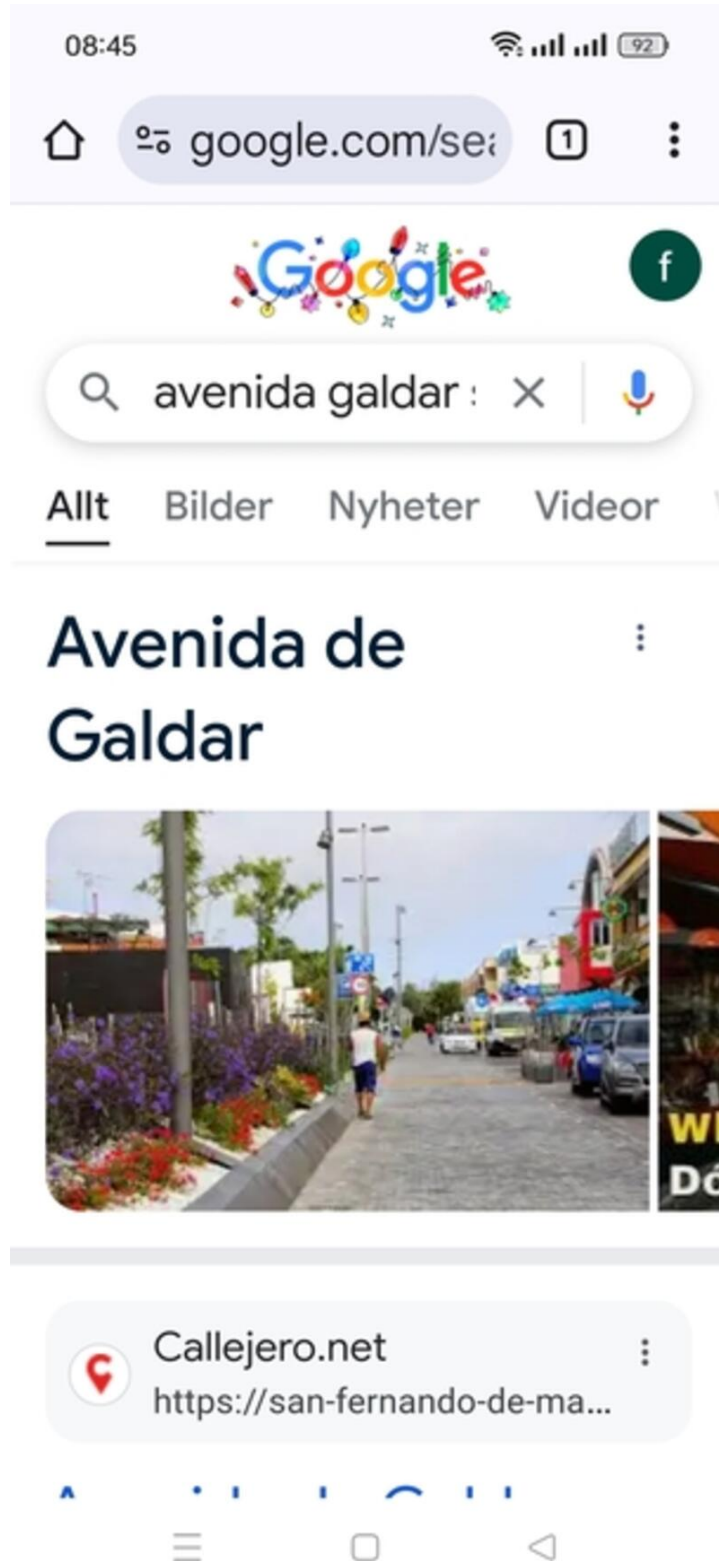 08:45
92
google.com/sea
1
Google
f
avenida galdar
Allt Bilder Nyheter Videor
Avenida de
Galdar
Callejero.net
https://san-fernando-de-ma...